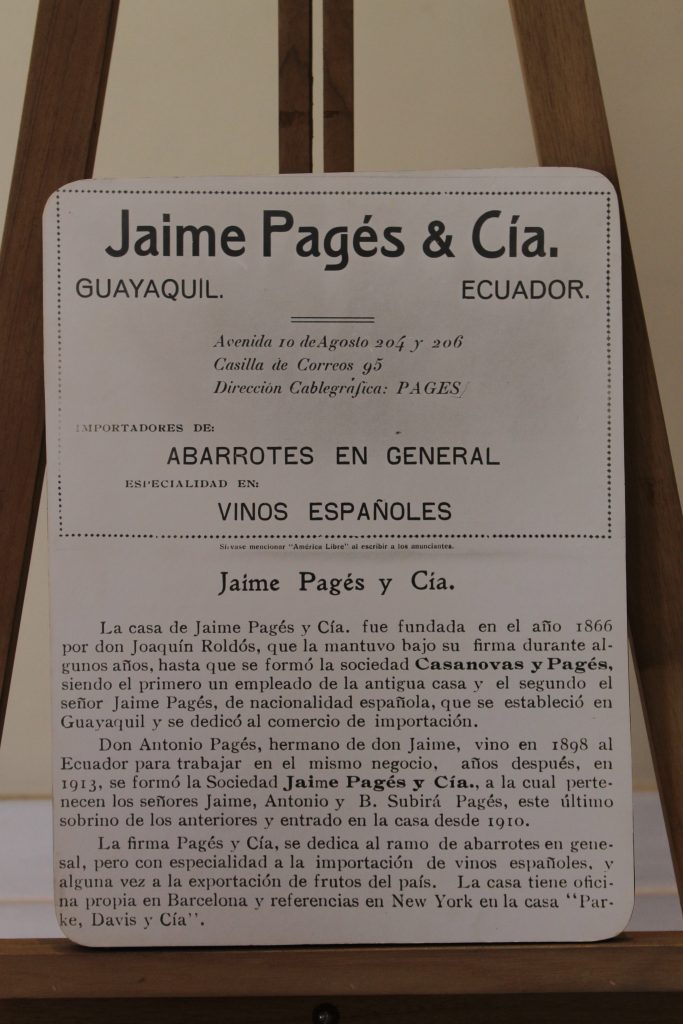 Jaime Pagés & Cía.
GUAYAQUIL. ECUADOR.
Avenida 10 de Agosto 204 y 206
Casilla de Correos 95
Dirección Cablegráfica: PAGES
IMPORTADORES DE:
ABARROTES EN GENERAL
ESPECIALIDAD EN:
VINOS ESPAÑOLES
Sírvase mencionar "América Libre" al escribir a los anunciantes.
Jaime Pagés y Cía.
La casa de Jaime Pagés y Cía. fue fundada en el año 1866
por don Joaquín Roldós, que la mantuvo bajo su firma durante al-
gunos años, hasta que se formó la sociedad Casanovas y Pagés,
siendo el primero un empleado de la antigua casa y el segundo el
señor Jaime Pagés, de nacionalidad española, que se estableció en
Guayaquil y se dedicó al comercio de importación.
Don Antonio Pagés, hermano de don Jaime, vino en 1898 al
Ecuador para trabajar en el mismo negocio, años después, en
1913, se formó la Sociedad Jaime Pagés y Cía., a la cual perte-
necen los señores Jaime, Antonio y B. Subirá Pagés, este último
sobrino de los anteriores y entrado en la casa desde 1910.
La firma Pagés y Cía, se dedica al ramo de abarrotes en gene-
sal, pero con especialidad a la importación de vinos españoles, y
alguna vez a la exportación de frutos del país. La casa tiene ofici-
na propia en Barcelona y referencias en New York en la casa "Par-
ke, Davis y Cía".